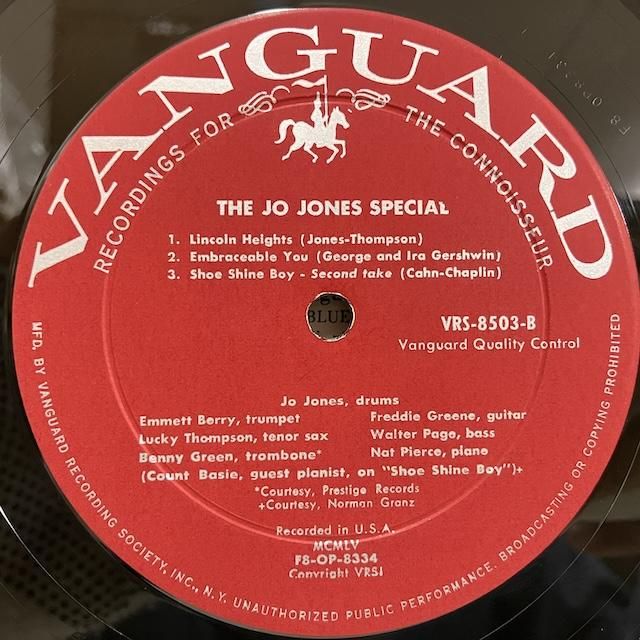 VANGUARD
RECORDINGS FOR THE CONNOISSEUR
THE JO JONES SPECIAL
1. Lincoln Heights (Jones-Thompson)
2. Embraceable You (George and Ira Gershwin)
3. Shoe Shine Boy - Second take (Cahn-Chaplin)
BLUE
VRS-8503-B
Vanguard Quality Control
Jo Jones, drums
Emmett Berry, trumpet Freddie Greene, guitar
Lucky Thompson, tenor sax Walter Page, bass
Benny Green, trombone* Nat Pierce, piano
(Count Basie, guest pianist, on "Shoe Shine Boy")+
*Courtesy, Prestige Records
+Courtesy, Norman Granz
Recorded in U.S.A.
MCMLV
F8-OP-8334
Copyright VRSI
MFD. BY VANGUARD RECORDING SOCIETY, INC., N.Y. UNAUTHORIZED PUBLIC PERFORMANCE, BROADCASTING OR COPYING PROHIBITED